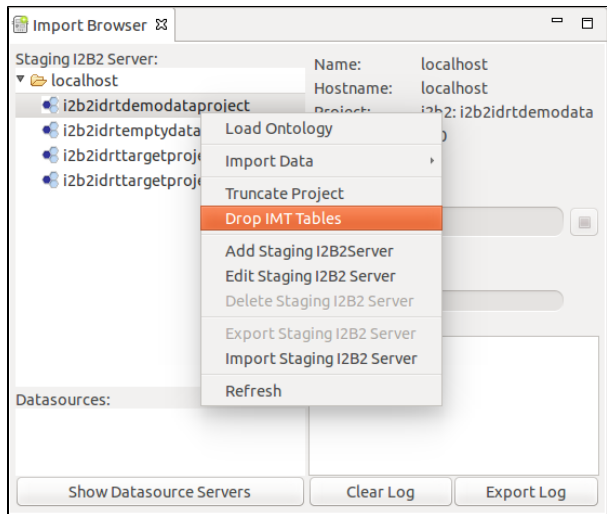 Import Browser
Staging I2B2 Server:
localhost
i2b2idrtdemodataproject
i2b2idrtemptydata
i2b2idrttargetproje
i2b2idrttargetproje
Name: localhost
Hostname: localhost
Project: i2b2: i2b2idrtdemodata
Load Ontology
Import Data
Truncate Project
Drop IMT Tables
Add Staging I2B2Server
Edit Staging I2B2 Server
Delete Staging I2B2 Server
Export Staging I2B2 Server
Import Staging I2B2 Server
Refresh
Datasources:
Show Datasource Servers
Clear Log
Export Log